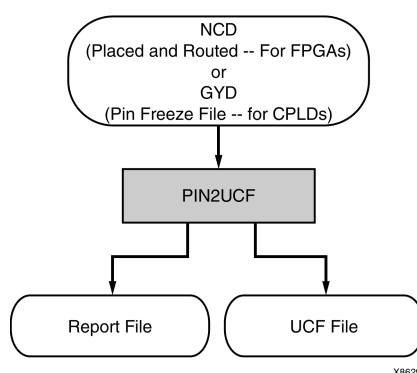 NCD
(Placed and Routed -- For FPGAs)
or
GYD
(Pin Freeze File -- for CPLDs)
PIN2UCF
Report File
UCF File